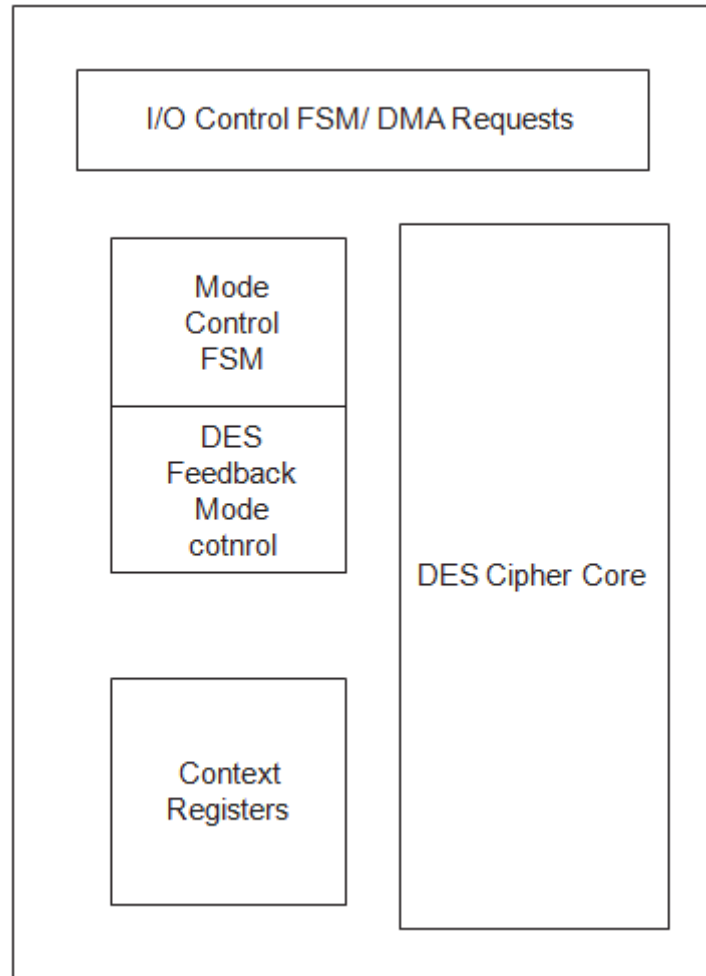 I/O Control FSM/ DMA Requests
Mode
Control
FSM
DES
Feedback
Mode
cotnrol
DES Cipher Core
Context
Registers